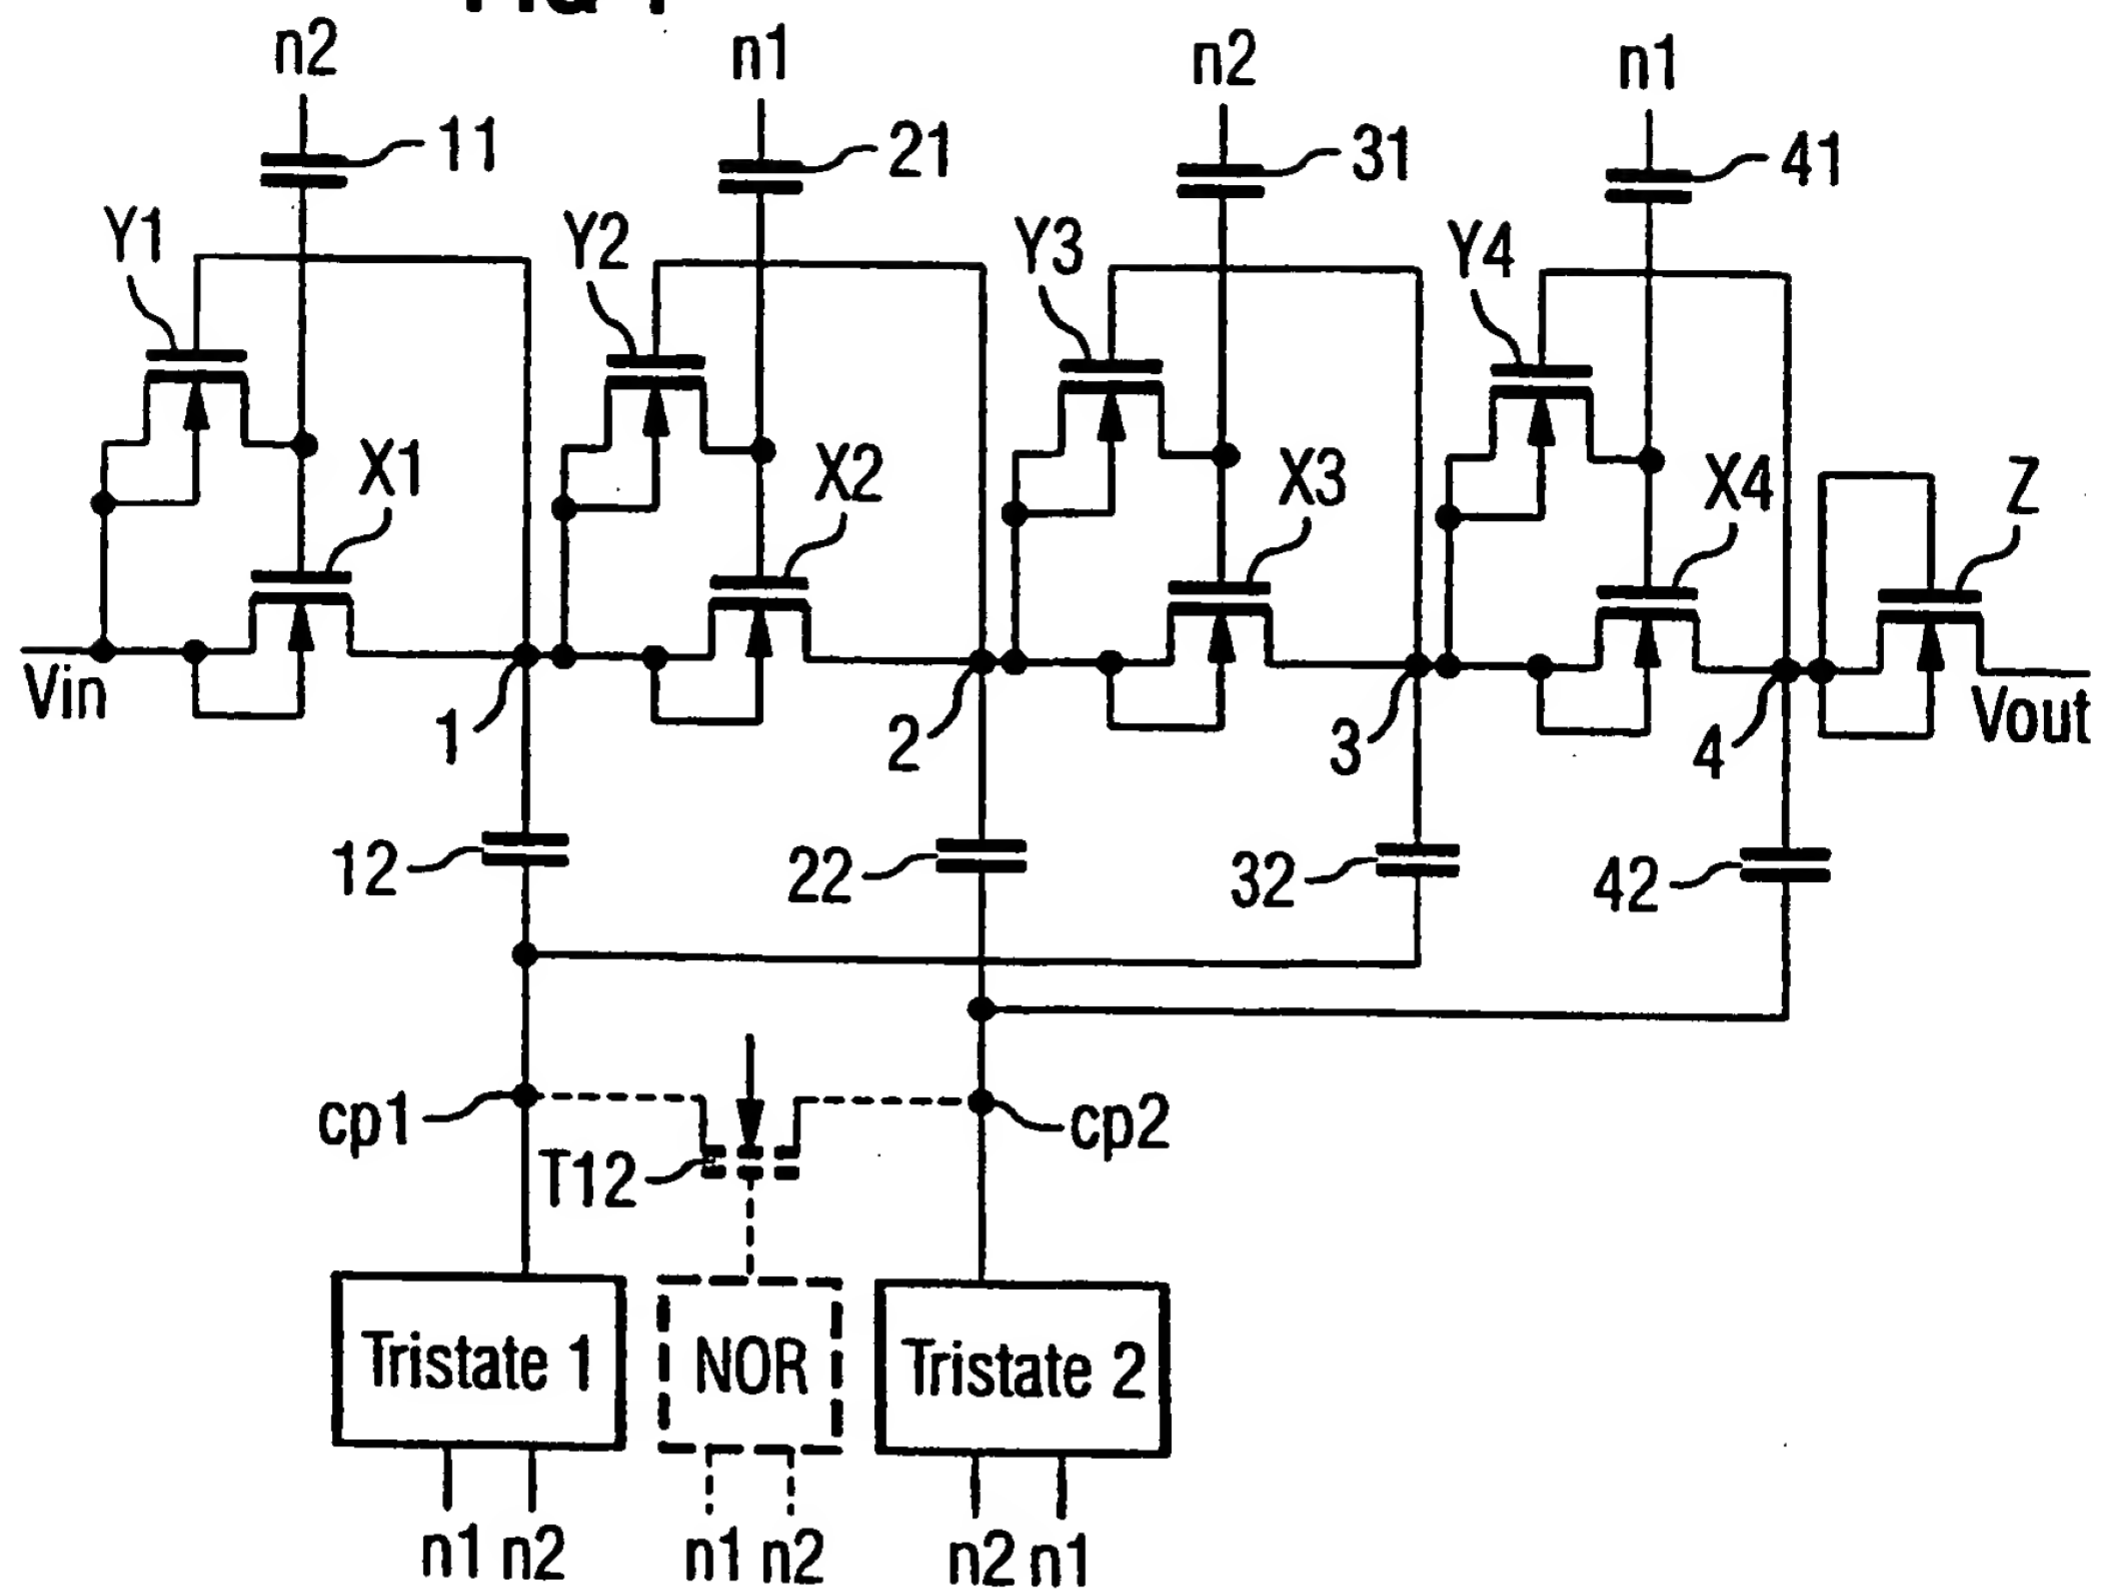 n2 n1 n2 n1
11 21 31 41
Y1 Y2 Y3 Y4
X1 X2 X3 X4 Z
Vin 1 2 3 4 Vout
12 22 32 42
cp1 T12 cp2
Tristate 1 NOR Tristate 2
n1 n2 n1 n2 n2 n1